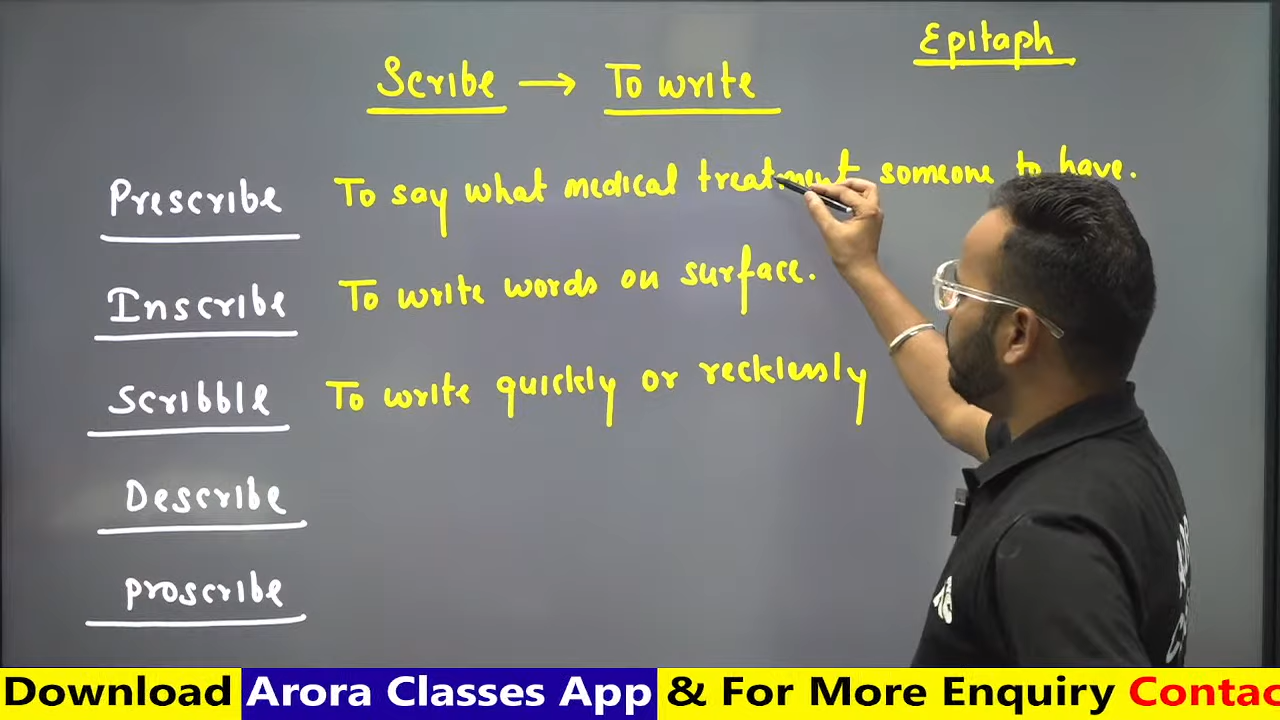 Epitaph
Scribe → To write
Prescribe To say what medical treatment someone to have.
Inscribe To write words on surface.
Scribble To write quickly or recklessly
Describe
proscribe
Download Arora Classes App & For More Enquiry Contac